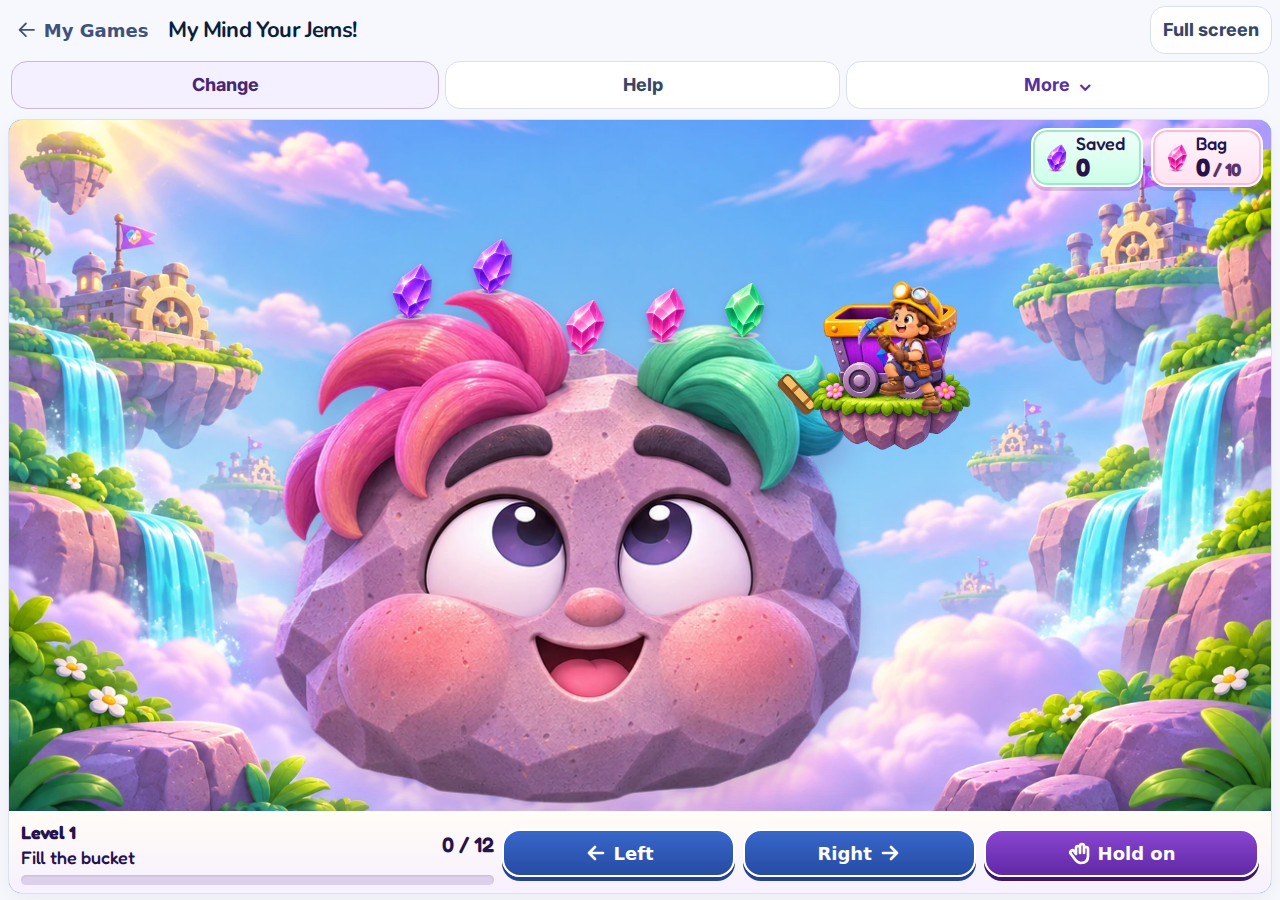 My Games
My Mind Your Jems!
Full screen
Change
Help
More
Saved
0
Bag
0 / 10
Level 1
Fill the bucket
0 / 12
Left
Right
Hold on